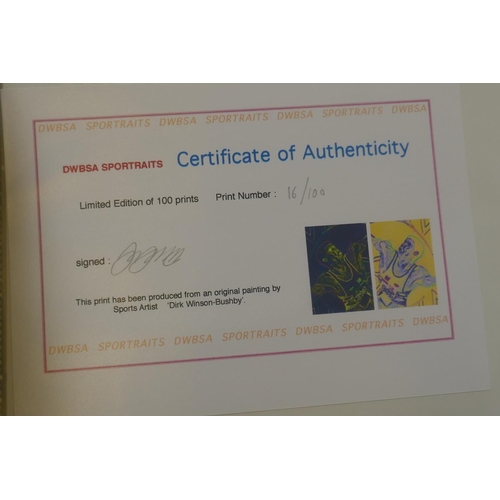 DWBSA SPORTRAITS DWBSA SPORTRAITS DWBSA SPORTRAITS DWBSA
DWBSA SPORTRAITS Certificate of Authenticity
Limited Edition of 100 prints Print Number : 16/100
signed :
This print has been produced from an original painting by
Sports Artist 'Dirk Winson-Bushby'.
DWBSA SPORTRAITS DWBSA SPORTRAITS DWBSA SPORTRAITS DWBSA